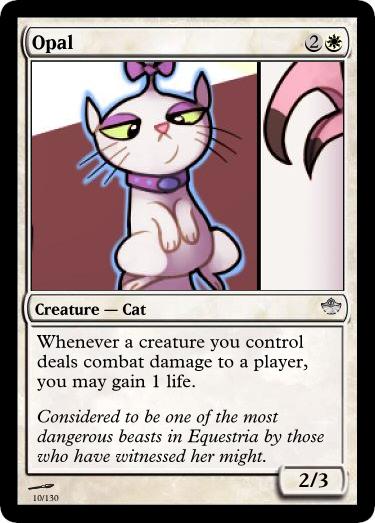 Opal 2
Creature — Cat
Whenever a creature you control
deals combat damage to a player,
you may gain 1 life.
Considered to be one of the most
dangerous beasts in Equestria by those
who have witnessed her might.
2/3
10/130